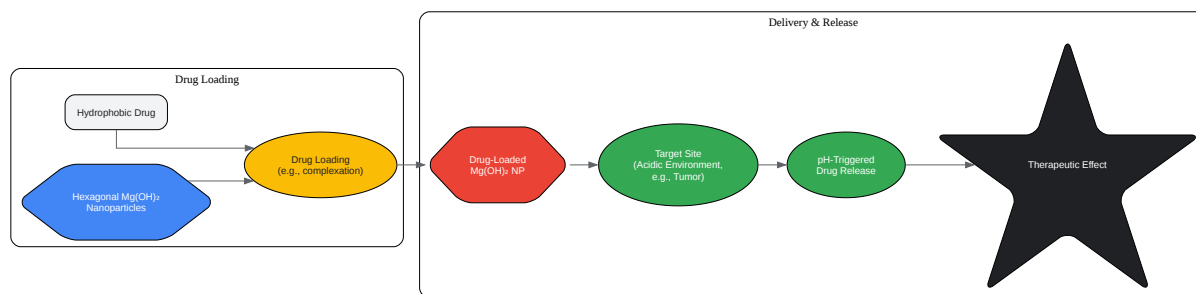 Delivery & Release
Drug Loading
Hydrophobic Drug
Drug Loading
(e.g., complexation)
Hexagonal Mg(OH)₂
Nanoparticles
Drug-Loaded
Mg(OH)₂ NP
Target Site
(Acidic Environment,
e.g., Tumor)
pH-Triggered
Drug Release
Therapeutic Effect